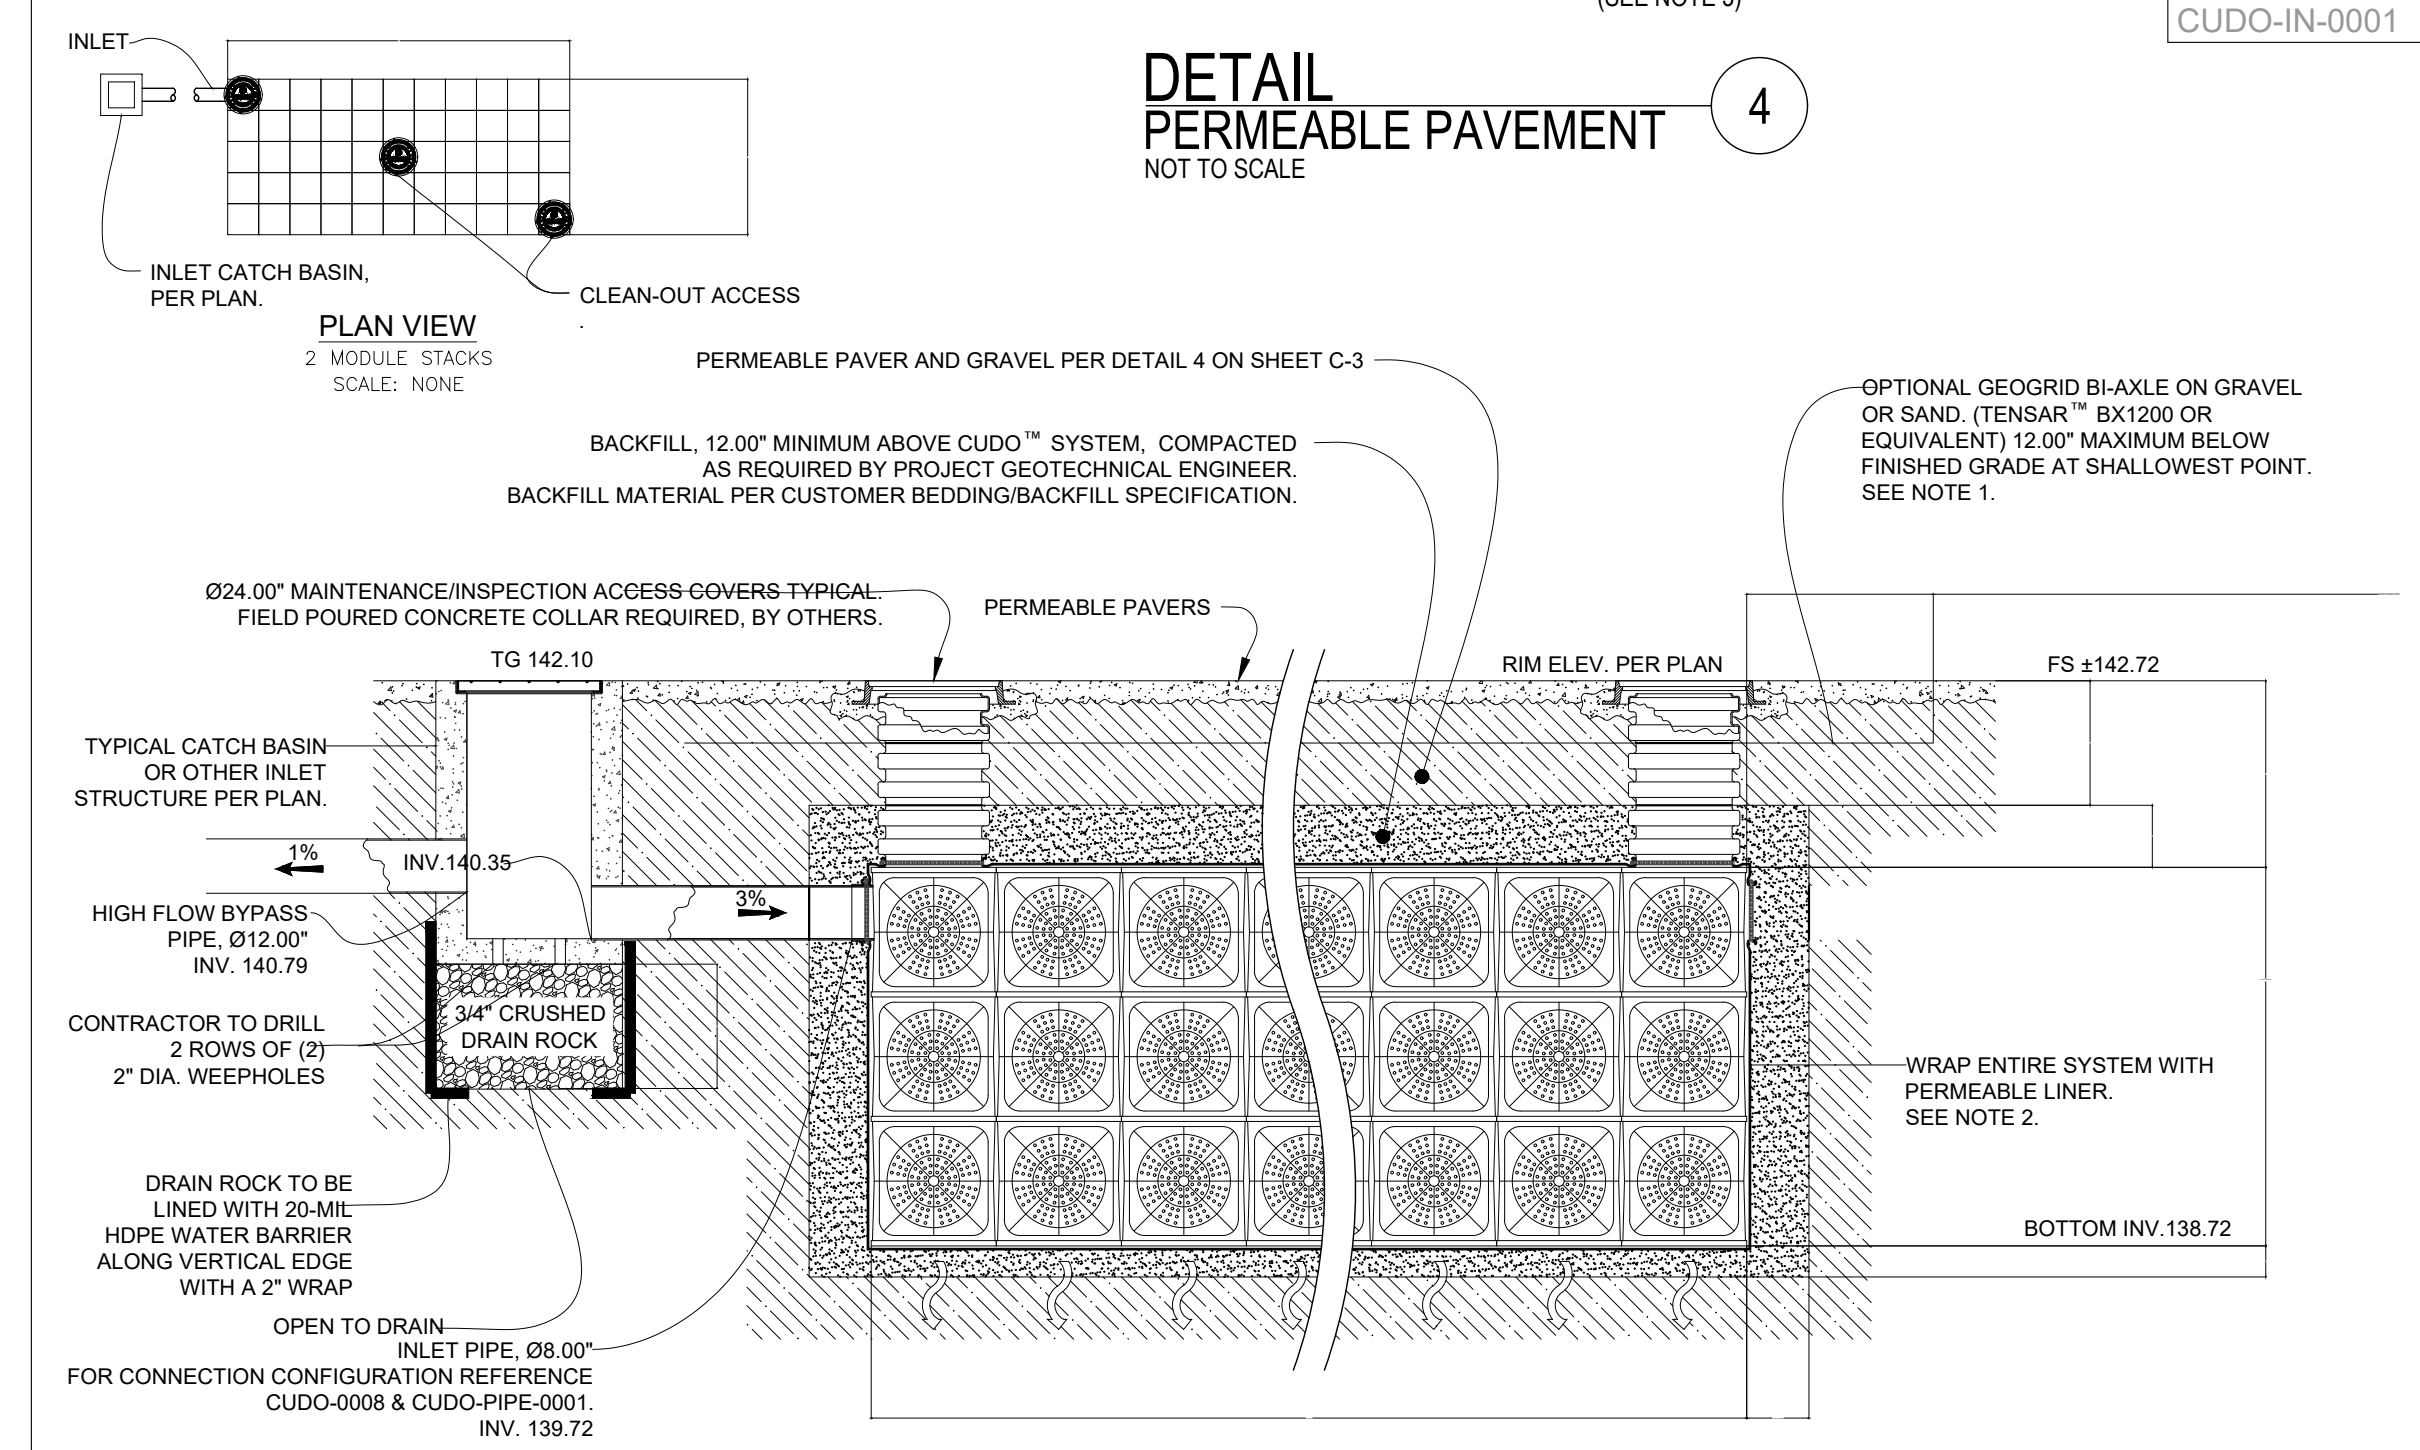 (SEE NOTE 5)
CUDO-IN-0001
INLET
DETAIL
PERMEABLE PAVEMENT
4
NOT TO SCALE
INLET CATCH BASIN,
PER PLAN.
CLEAN-OUT ACCESS
.
PLAN VIEW
2 MODULE STACKS
SCALE: NONE
PERMEABLE PAVER AND GRAVEL PER DETAIL 4 ON SHEET C-3
OPTIONAL GEOGRID BI-AXLE ON GRAVEL
OR SAND. (TENSAR™ BX1200 OR
EQUIVALENT) 12.00" MAXIMUM BELOW
FINISHED GRADE AT SHALLOWEST POINT.
SEE NOTE 1.
BACKFILL, 12.00" MINIMUM ABOVE CUDO™ SYSTEM, COMPACTED
AS REQUIRED BY PROJECT GEOTECHNICAL ENGINEER.
BACKFILL MATERIAL PER CUSTOMER BEDDING/BACKFILL SPECIFICATION.
Ø24.00" MAINTENANCE/INSPECTION ACCESS COVERS TYPICAL.
FIELD POURED CONCRETE COLLAR REQUIRED, BY OTHERS.
PERMEABLE PAVERS
TG 142.10
RIM ELEV. PER PLAN
FS ±142.72
TYPICAL CATCH BASIN
OR OTHER INLET
STRUCTURE PER PLAN.
1%
INV.140.35
3%
HIGH FLOW BYPASS
PIPE, Ø12.00"
INV. 140.79
3/4" CRUSHED
DRAIN ROCK
CONTRACTOR TO DRILL
2 ROWS OF (2)
2" DIA. WEEPHOLES
WRAP ENTIRE SYSTEM WITH
PERMEABLE LINER.
SEE NOTE 2.
DRAIN ROCK TO BE
LINED WITH 20-MIL
HDPE WATER BARRIER
ALONG VERTICAL EDGE
WITH A 2" WRAP
BOTTOM INV.138.72
OPEN TO DRAIN
INLET PIPE, Ø8.00"
FOR CONNECTION CONFIGURATION REFERENCE
CUDO-0008 & CUDO-PIPE-0001.
INV. 139.72